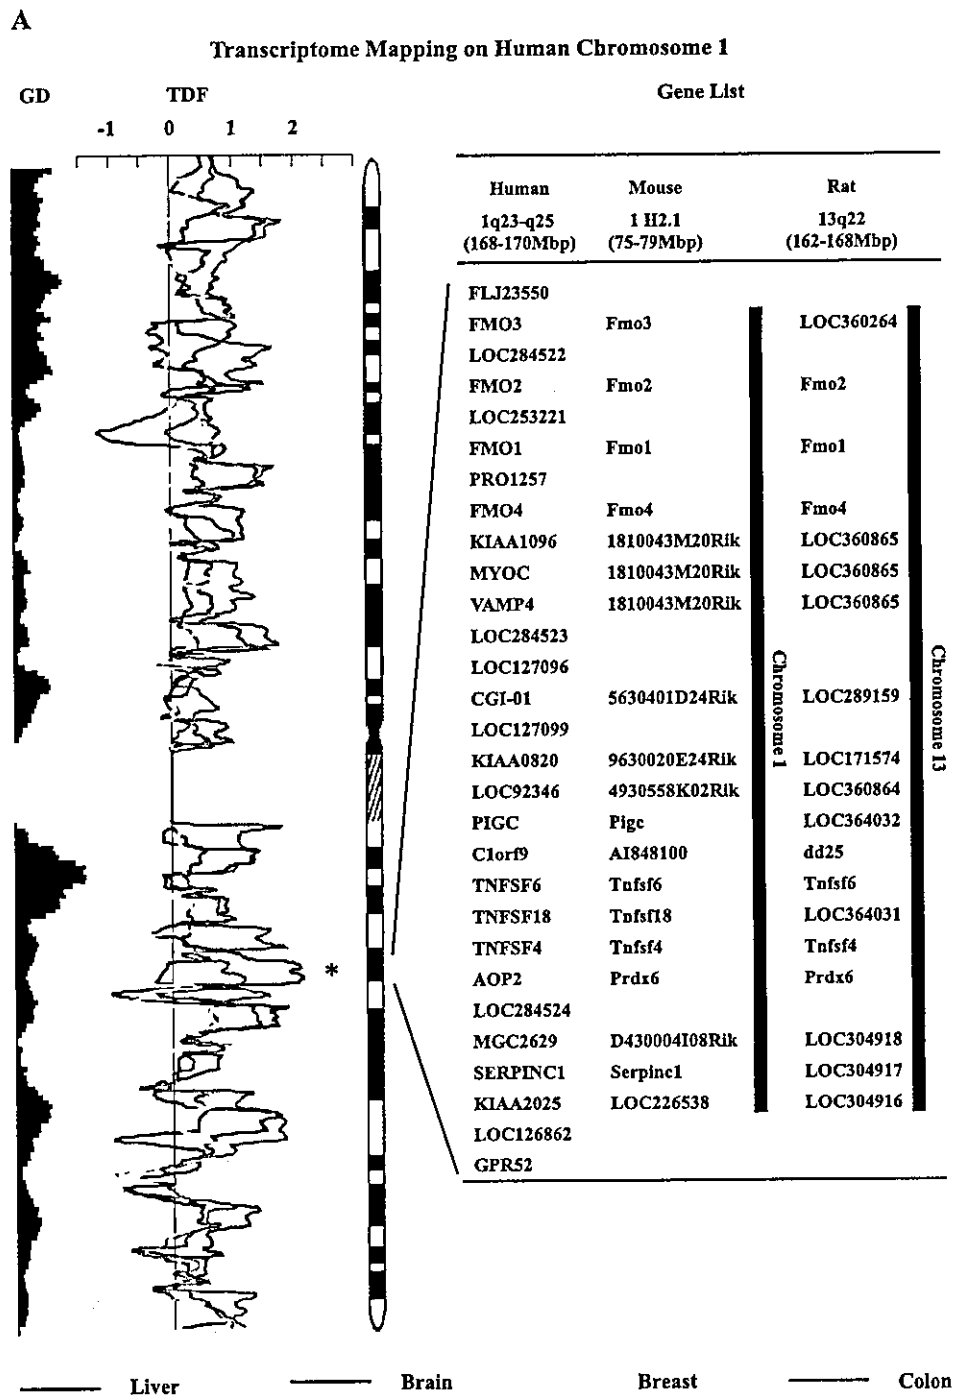 A
Transcriptome Mapping on Human Chromosome 1
GD TDF Gene List
-1 0 1 2
Human Mouse Rat
1q23-q25 1 H2.1 13q22
(168-170Mbp) (75-79Mbp) (162-168Mbp)
FLJ23550
FMO3 Fmo3 LOC360264
LOC284522
FMO2 Fmo2 Fmo2
LOC253221
FMO1 Fmo1 Fmo1
PRO1257
FMO4 Fmo4 Fmo4
KIAA1096 1810043M20Rik LOC360865
MYOC 1810043M20Rik LOC360865
VAMP4 1810043M20Rik LOC360865
LOC284523
LOC127096
CGI-01 5630401D24Rik LOC289159
LOC127099
KIAA0820 9630020E24Rik LOC171574
LOC92346 4930558K02Rik LOC360864
PIGC Pigc LOC364032
C1orf9 AI848100 dd25
TNFSF6 Tnfsf6 Tnfsf6
TNFSF18 Tnfsf18 LOC364031
TNFSF4 Tnfsf4 Tnfsf4
*
AOP2 Prdx6 Prdx6
LOC284524
MGC2629 D430004I08Rik LOC304918
SERPINC1 Serpinc1 LOC304917
KIAA2025 LOC226538 LOC304916
LOC126862
GPR52
Chromosome 1
Chromosome 13
Liver Brain Breast Colon